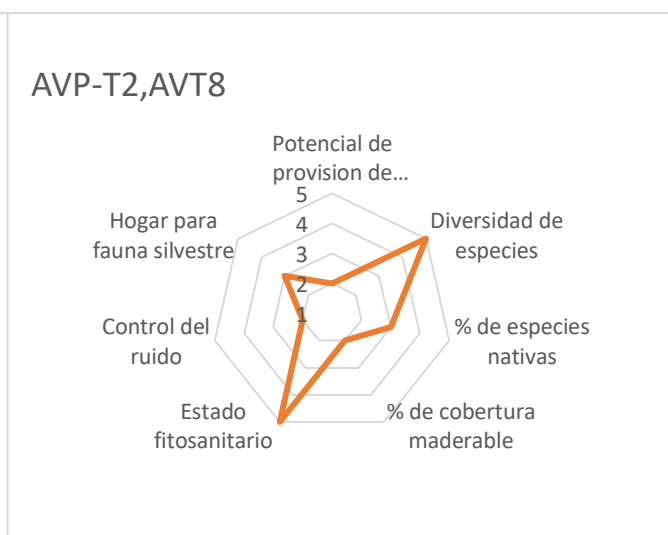 AVP-T2,AVT8
Potencial de
provision de...
5
4
3
2
1
Diversidad de
especies
% de especies
nativas
% de cobertura
maderable
Estado
fitosanitario
Control del
ruido
Hogar para
fauna silvestre